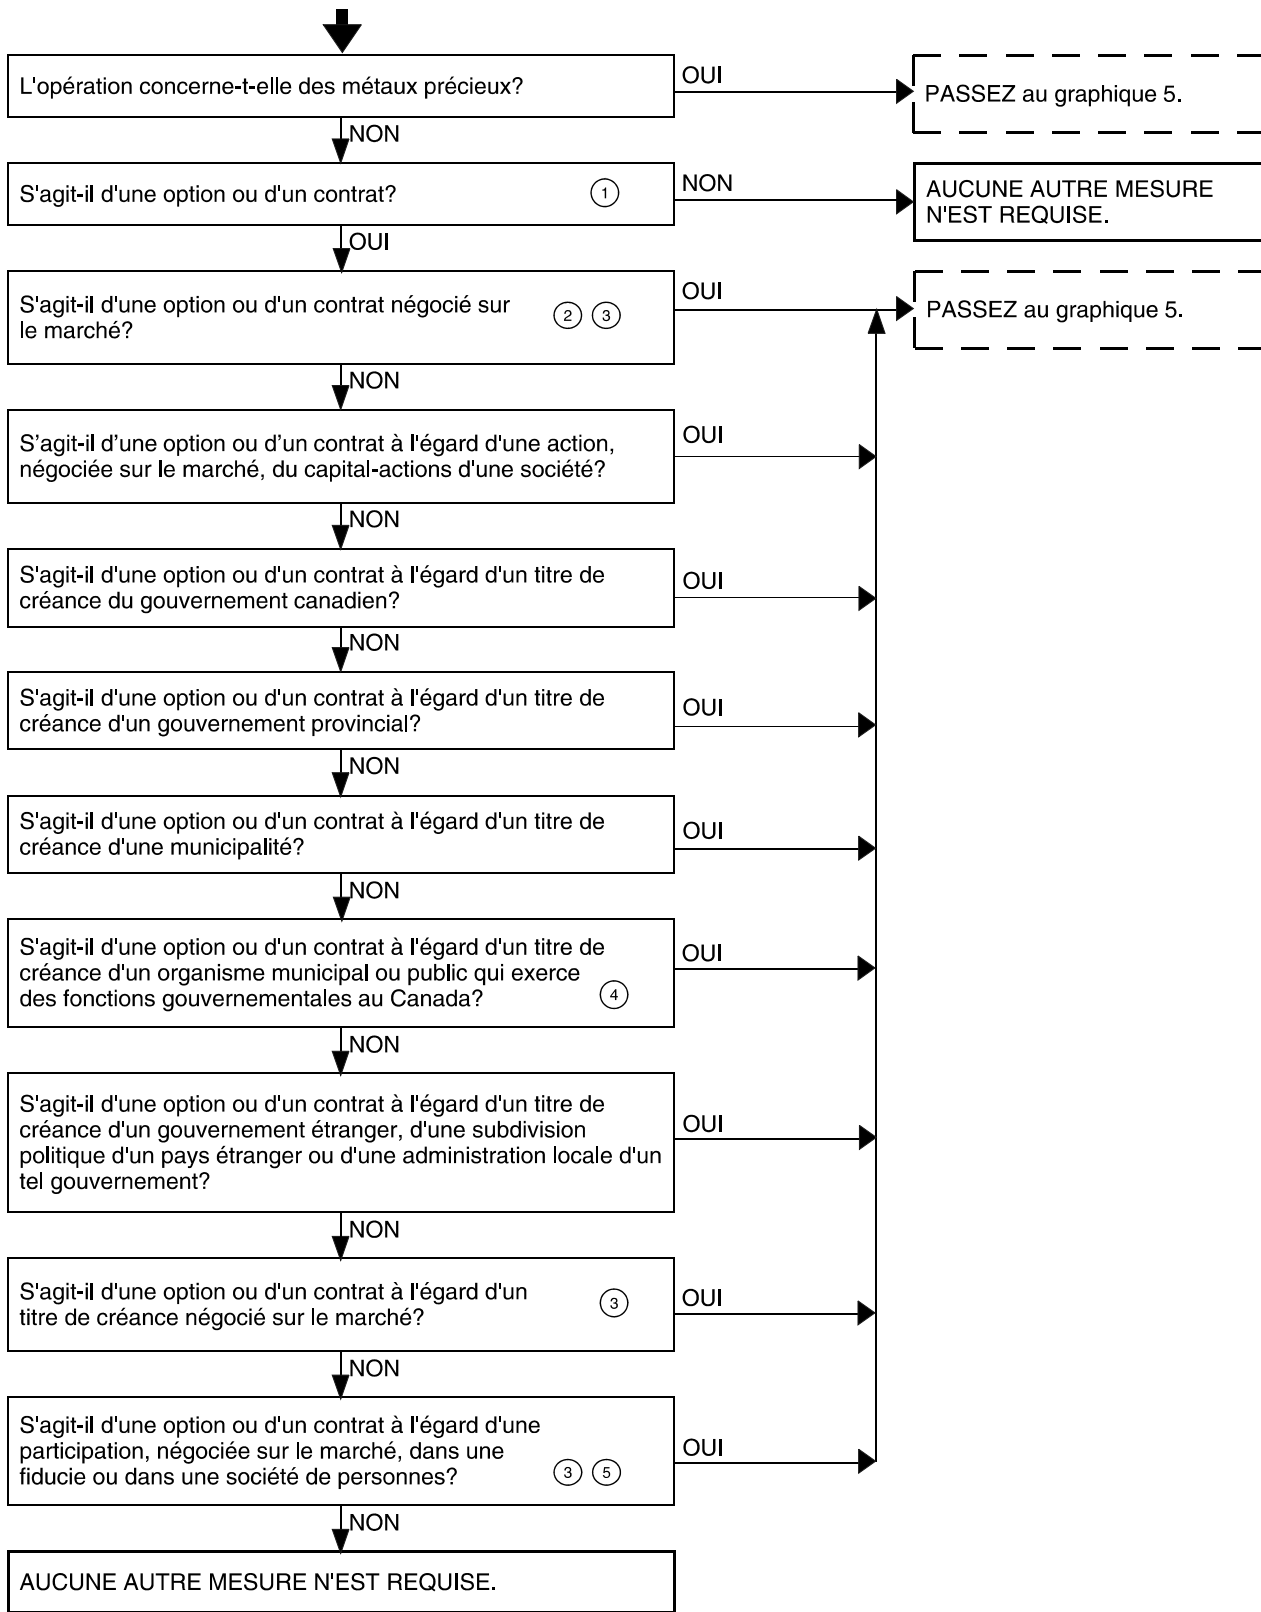 L'opération concerne-t-elle des métaux précieux?
OUI
PASSEZ au graphique 5.
NON
S'agit-il d'une option ou d'un contrat?
1
NON
AUCUNE AUTRE MESURE
N'EST REQUISE.
OUI
S'agit-il d'une option ou d'un contrat négocié sur
le marché?
2 3
OUI
PASSEZ au graphique 5.
NON
S’agit-il d’une option ou d’un contrat à l'égard d'une action,
négociée sur le marché, du capital-actions d'une société?
OUI
NON
S'agit-il d'une option ou d'un contrat à l'égard d'un titre de
créance du gouvernement canadien?
OUI
NON
S'agit-il d'une option ou d'un contrat à l'égard d'un titre de
créance d'un gouvernement provincial?
OUI
NON
S'agit-il d'une option ou d'un contrat à l'égard d'un titre de
créance d'une municipalité?
OUI
NON
S'agit-il d'une option ou d'un contrat à l'égard d'un titre de
créance d'un organisme municipal ou public qui exerce
des fonctions gouvernementales au Canada?
4
OUI
NON
S'agit-il d'une option ou d'un contrat à l'égard d'un titre de
créance d'un gouvernement étranger, d'une subdivision
politique d'un pays étranger ou d'une administration locale d'un
tel gouvernement?
OUI
NON
S'agit-il d'une option ou d'un contrat à l'égard d'un
titre de créance négocié sur le marché?
3
OUI
NON
S'agit-il d'une option ou d'un contrat à l'égard d'une
participation, négociée sur le marché, dans une
fiducie ou dans une société de personnes?
3 5
OUI
NON
AUCUNE AUTRE MESURE N'EST REQUISE.